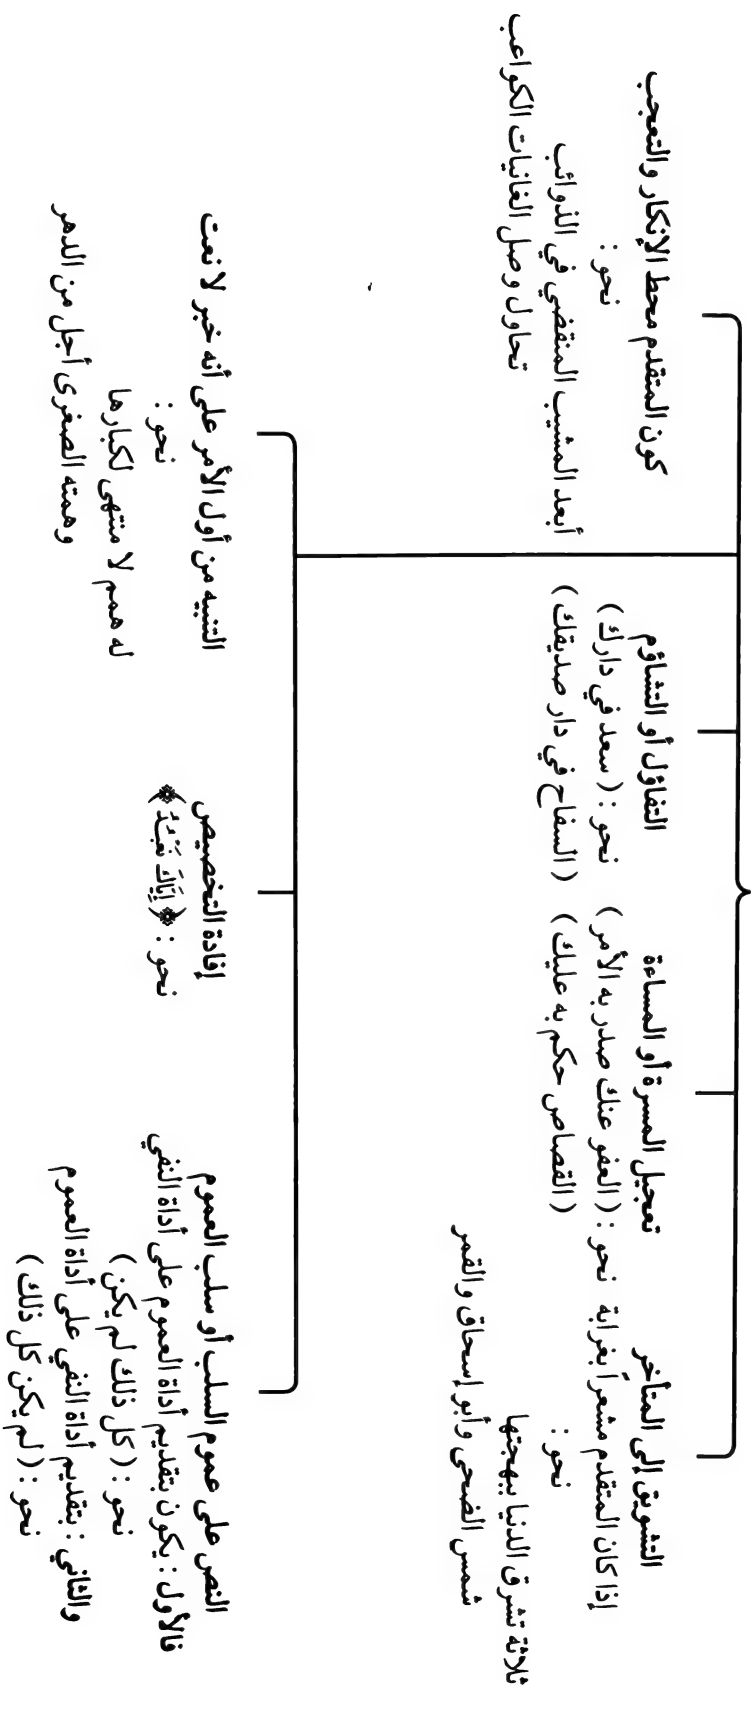 التشويق إلى المتأخر
إذا كان المتقدم مشعراً بغرابة
نحو :
ثلاثة تشرق الدنيا ببهجتها
شمس الضحى وأبو إسحاق والقمر
تعجيل المسرة أو المساءة
نحو : ( العفو عنك صدر به الأمر )
( القصاص حكم به عليك )
التفاؤل أو التشاؤم
نحو : ( سعد في دارك )
( السفاح في دار صديقك )
كون المتقدم محط الإنكار والتعجب
نحو :
أبعد المشيب المنقضي في الذوائب
تحاول وصل الغانيات الكواعب
النص على عموم السلب أو سلب العموم
فالأول : يكون بتقديم أداة العموم على أداة النفي
نحو : ( كل ذلك لم يكن )
والثاني : بتقديم أداة النفي على أداة العموم
نحو : ( لم يكن كل ذلك )
إفادة التخصيص
نحو : ﴿ إِيَّاكَ نَعْبُدُ ﴾
التنبيه من أول الأمر على أنه خبر لا نعت
نحو :
له همم لا منتهى لكبارها
وهمته الصغرى أجل من الدهر